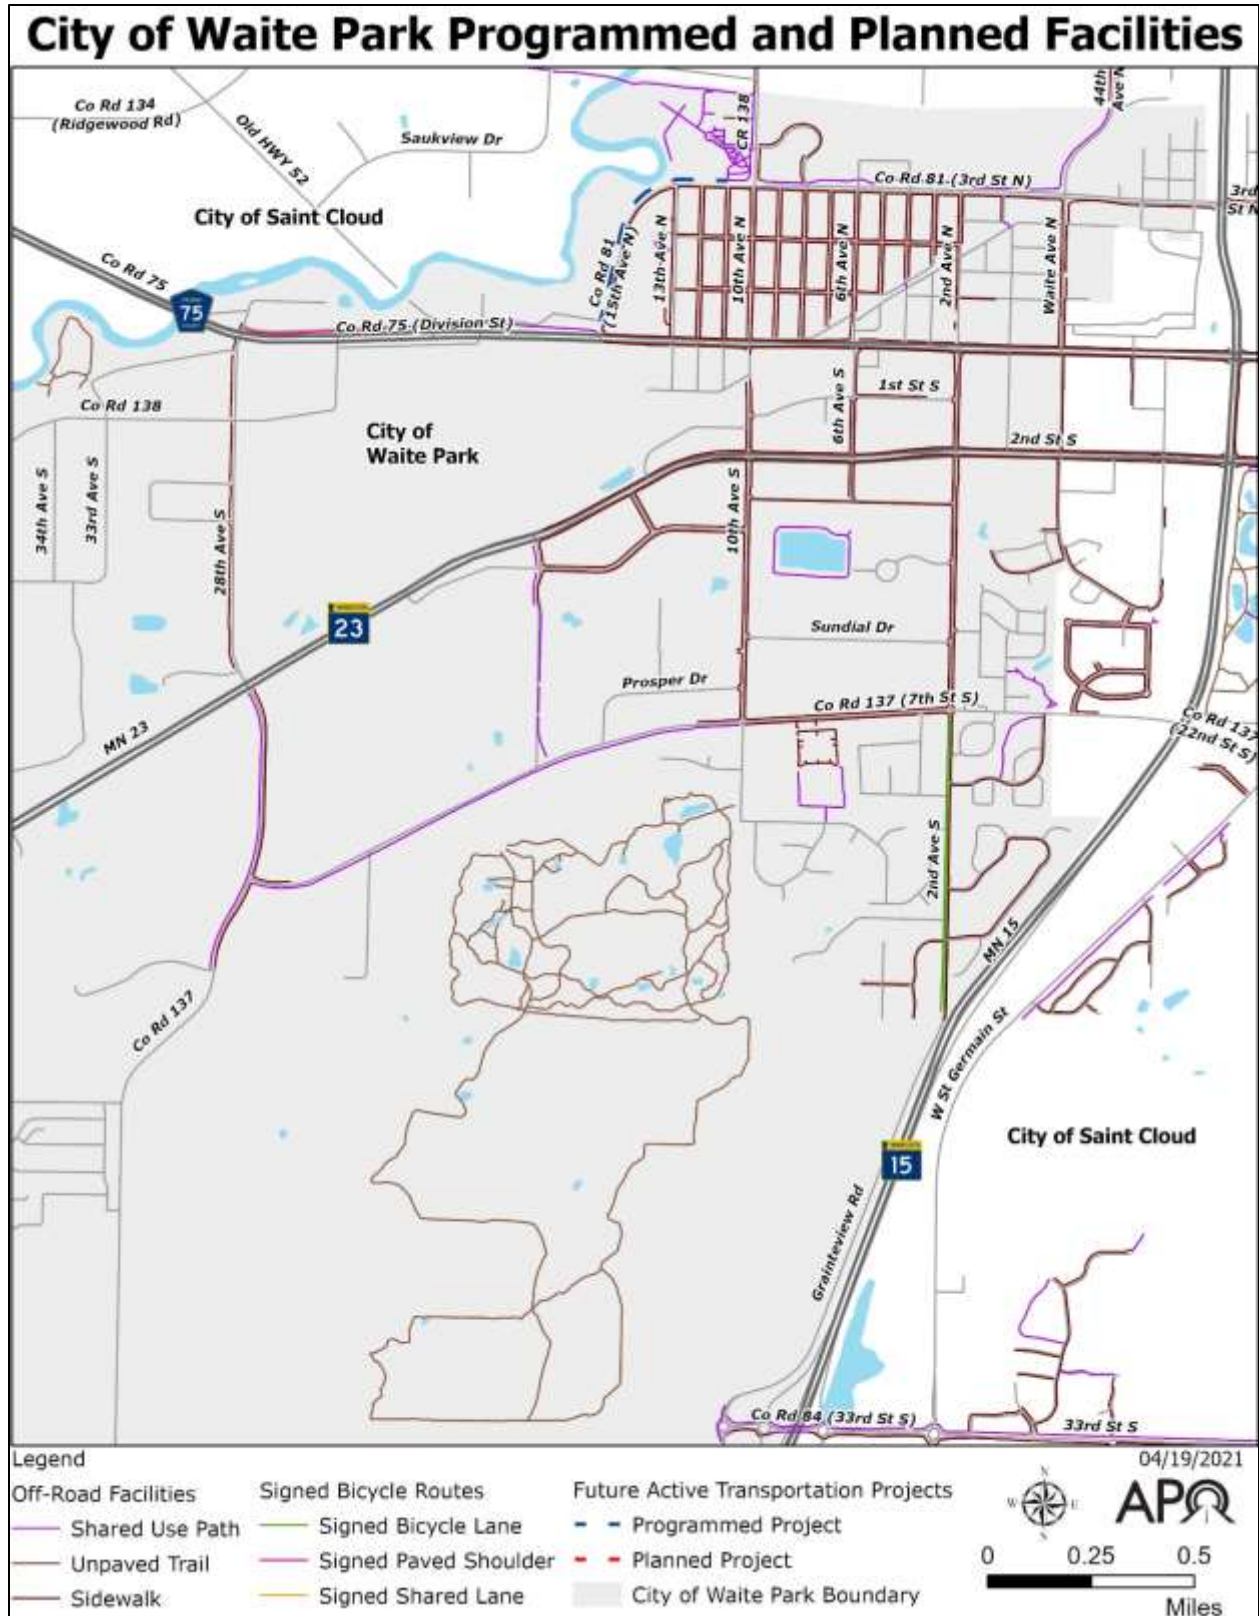 City of Waite Park Programmed and Planned Facilities
Co Rd 134
(Ridgewood Rd)
Old HWY 52
Saukview Dr
CR 138
44th
Ave N
Co Rd 81 (3rd St N)
3rd
St N
City of Saint Cloud
Co Rd 75
75
Co Rd 81
(15th Ave N)
13th Ave N
10th Ave N
6th Ave N
2nd Ave N
Waite Ave N
Co Rd 75 (Division St)
Co Rd 138
City of
Waite Park
6th Ave S
1st St S
2nd St S
34th Ave S
33rd Ave S
28th Ave S
10th Ave S
23
Sundial Dr
Prosper Dr
Co Rd 137 (7th St S)
Co Rd 137
(22nd St S)
MN 23
2nd Ave S
MN 15
Co Rd 137
W St Germain St
City of Saint Cloud
15
Grainteview Rd
Co Rd 84 (33rd St S)
33rd St S
Legend
04/19/2021
Off-Road Facilities
Shared Use Path
Unpaved Trail
Sidewalk
Signed Bicycle Routes
Signed Bicycle Lane
Signed Paved Shoulder
Signed Shared Lane
Future Active Transportation Projects
Programmed Project
Planned Project
City of Waite Park Boundary
N
W
E
S
APO
0 0.25 0.5
Miles